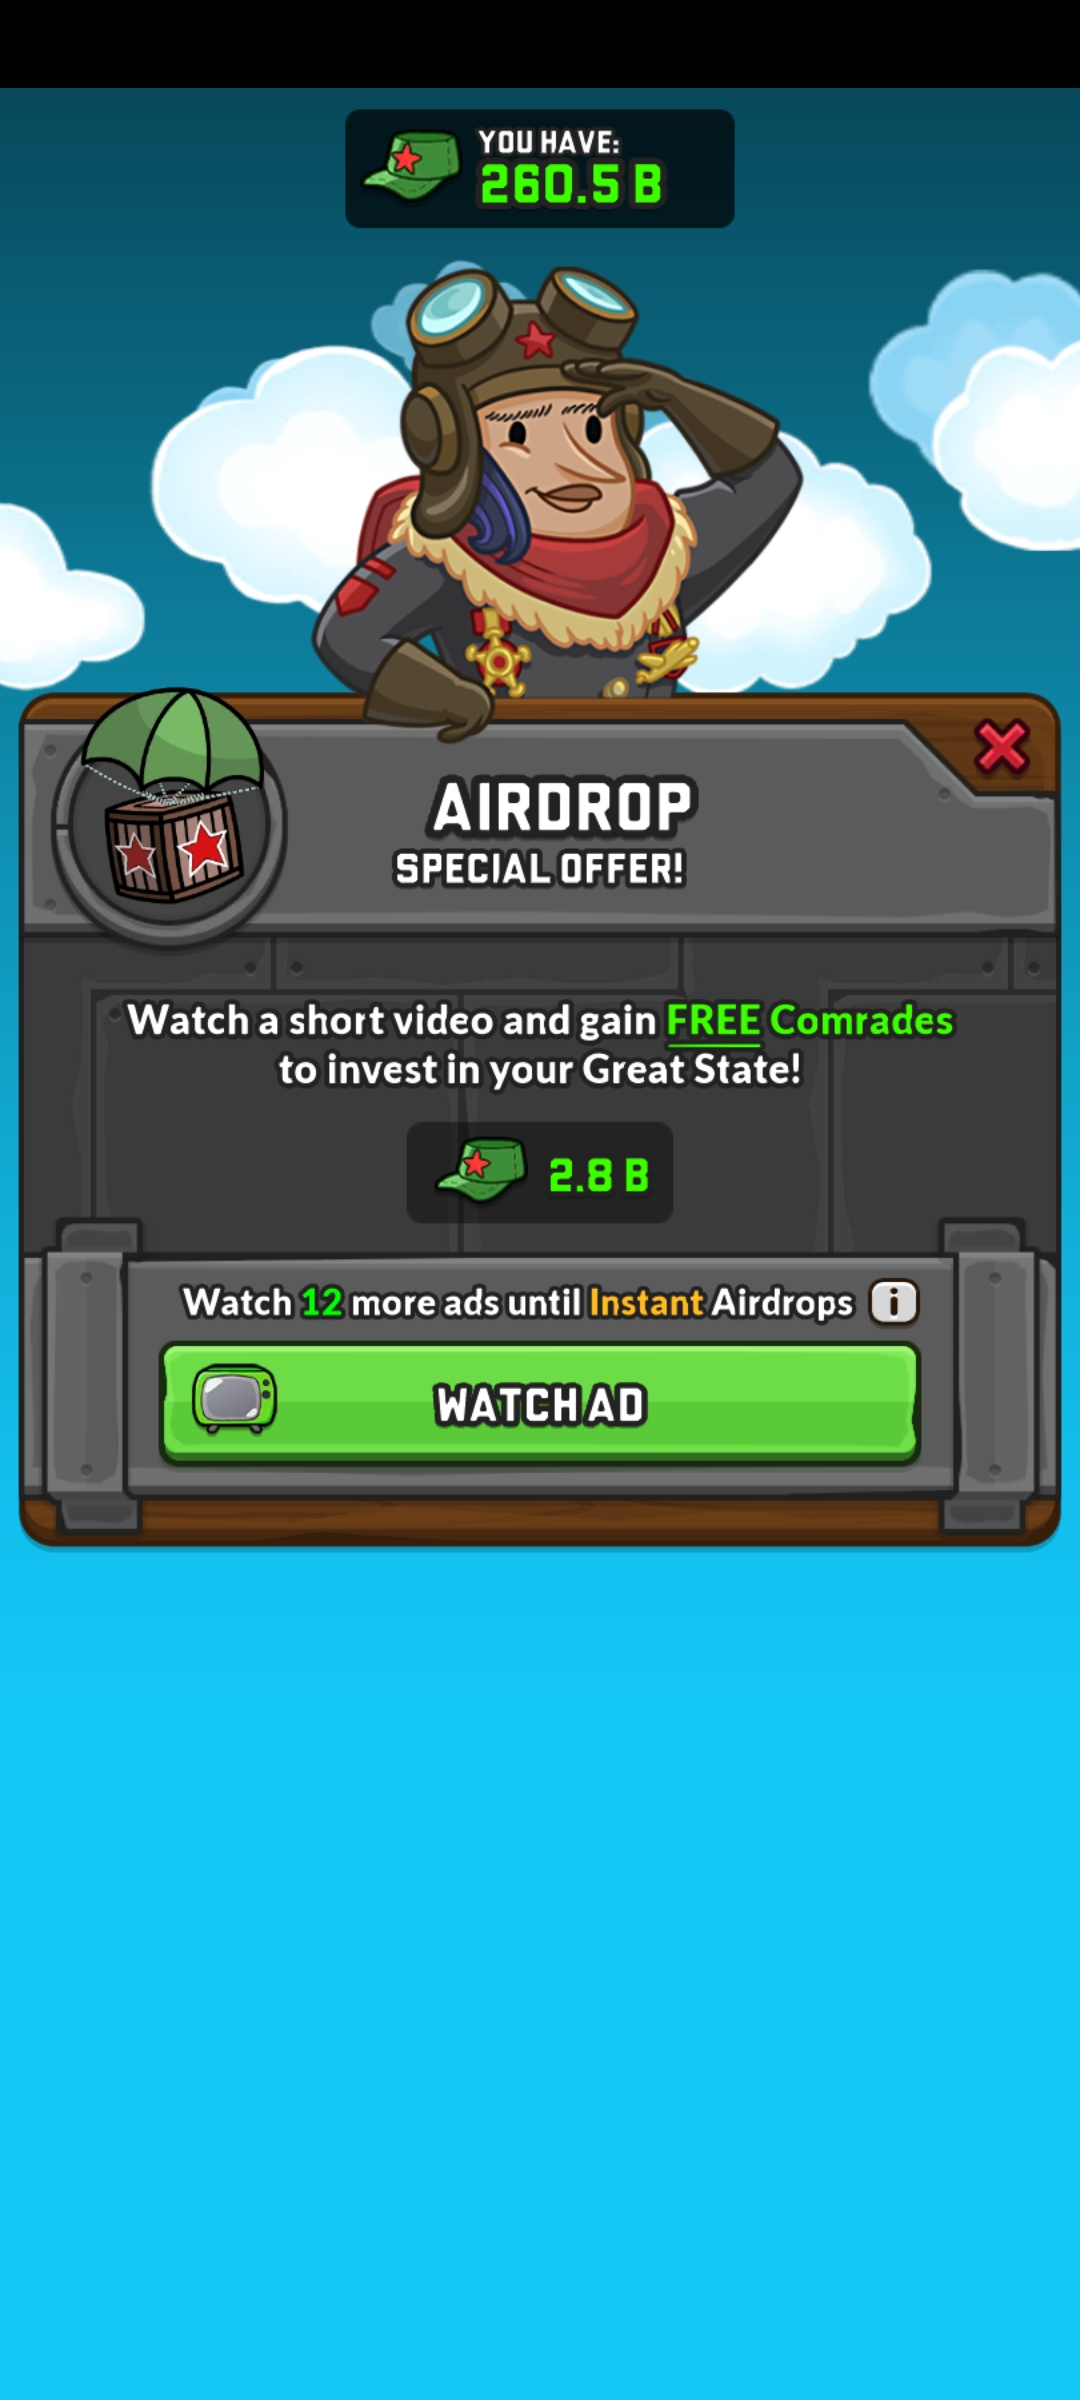 YOU HAVE:
260.5 B
AIRDROP
SPECIAL OFFER!
Watch a short video and gain FREE Comrades
to invest in your Great State!
2.8 B
Watch 12 more ads until Instant Airdrops
i
WATCH AD